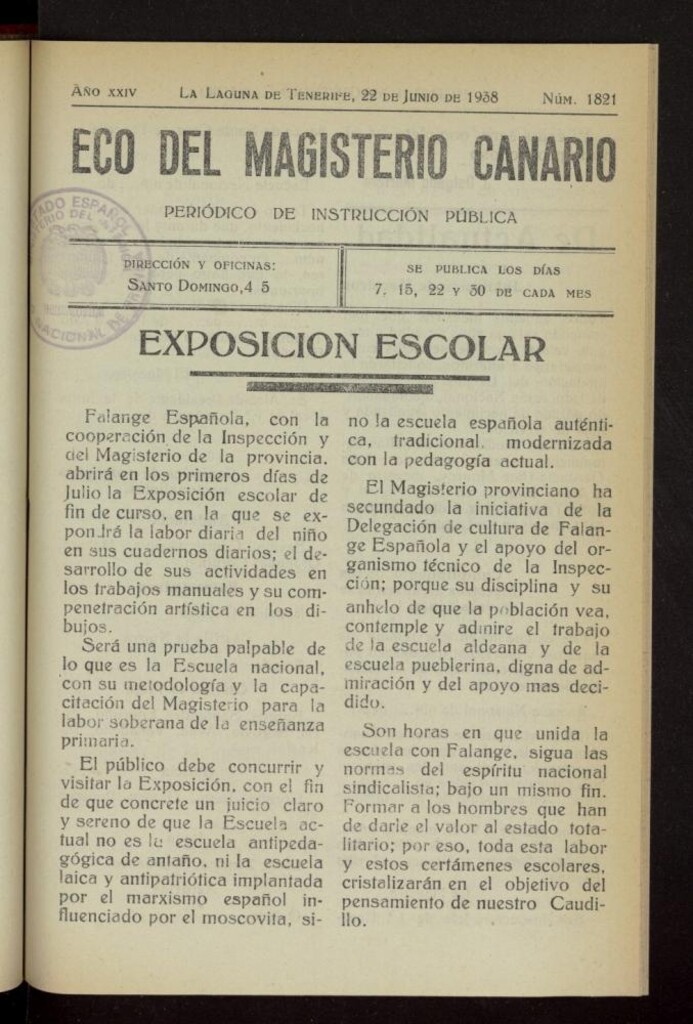 AÑO XXIV LA LAGUNA DE TENERIFE, 22 DE JUNIO DE 1938 NÚM. 1821
ECO DEL MAGISTERIO CANARIO
PERIÓDICO DE INSTRUCCIÓN PÚBLICA
DIRECCIÓN Y OFICINAS:
SANTO DOMINGO,4 5
SE PUBLICA LOS DÍAS
7. 15, 22 Y 30 DE CADA MES
EXPOSICION ESCOLAR
Falange Española, con la
cooperación de la Inspección y
del Magisterio de la provincia.
abrirá en los primeros días de
Julio la Exposición escolar de
fin de curso, en la que se ex-
pondrá la labor diaria del niño
en sus cuadernos diarios; el de-
sarrollo de sus actividades en
los trabajos manuales y su com-
penetración artística en los di-
bujos.
Será una prueba palpable de
lo que es la Escuela nacional,
con su metodología y la capa-
citación del Magisterio para la
labor soberana de la enseñanza
primaria.
El público debe concurrir y
visitar la Exposición, con el fin
de que concrete un juicio claro
y sereno de que la Escuela ac-
tual no es la escuela antipeda-
gógica de antaño, ni la escuela
laica y antipatriótica implantada
por el marxismo español in-
fluenciado por el moscovita, si-
no la escuela española auténti-
ca, tradicional. modernizada
con la pedagogía actual.
El Magisterio provinciano ha
secundado la iniciativa de la
Delegación de cultura de Falan-
ge Española y el apoyo del or-
ganismo técnico de la Inspec-
ción; porque su disciplina y su
anhelo de que la población vea,
contemple y admire el trabajo
de la escuela aldeana y de la
escuela pueblerina, digna de ad-
miración y del apoyo mas deci-
dido.
Son horas en que unida la
escuela con Falange, sigua las
normas del espíritu nacional
sindicalista; bajo un mismo fin.
Formar a los hombres que han
de darle el valor al estado tota-
litario; por eso, toda esta labor
y estos certámenes escolares,
cristalizarán en el objetivo del
pensamiento de nuestro Caudi-
llo.